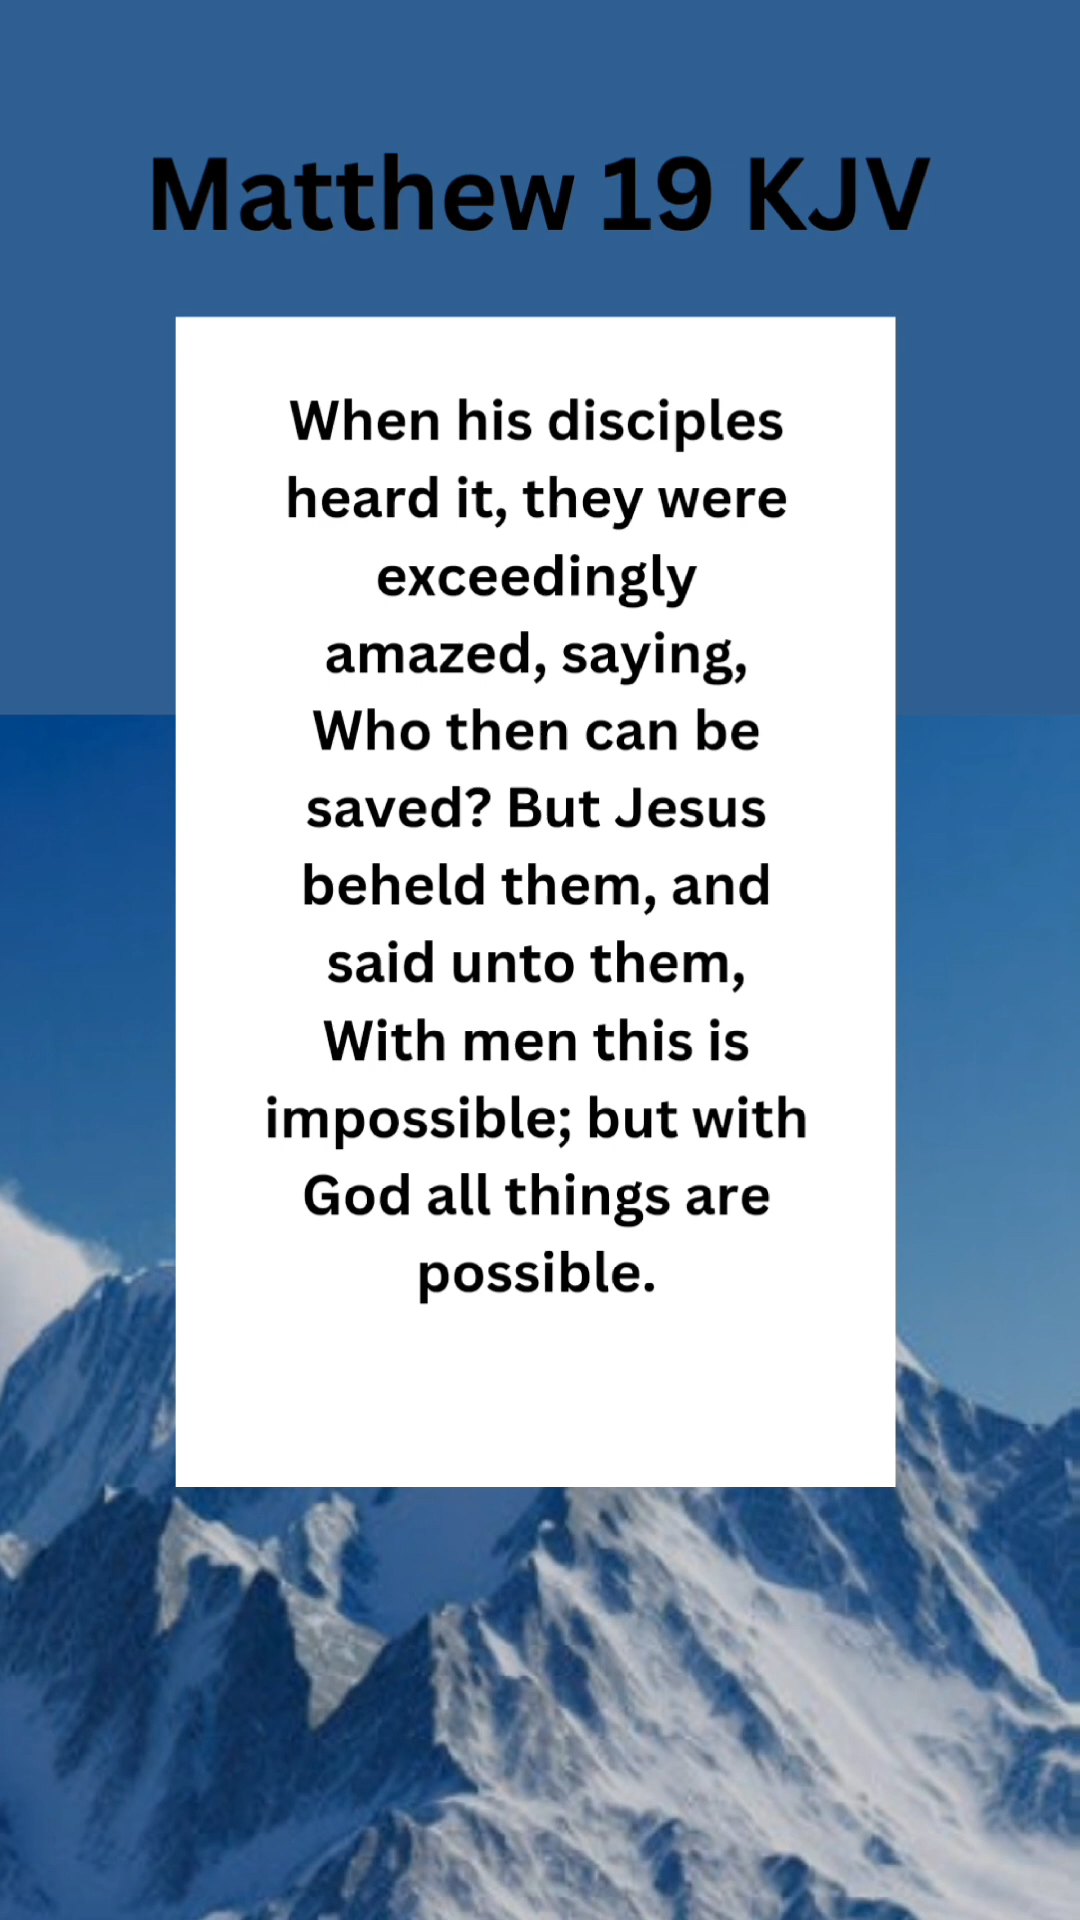 Matthew 19 KJV
When his disciples
heard it, they were
exceedingly
amazed, saying,
Who then can be
saved? But Jesus
beheld them, and
said unto them,
With men this is
impossible; but with
God all things are
possible.